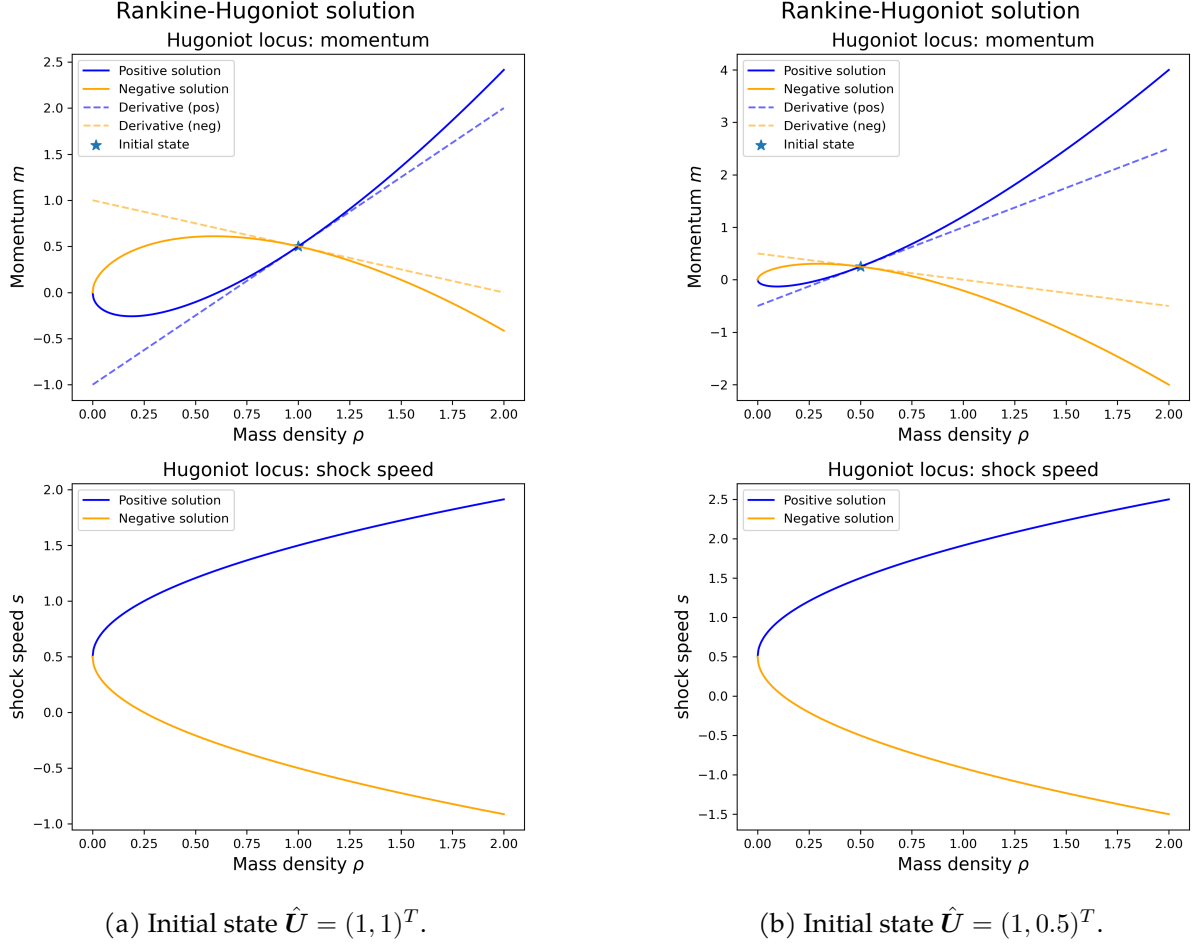 Rankine-Hugoniot solution
Hugoniot locus: momentum
Positive solution
Negative solution
Derivative (pos)
Derivative (neg)
Initial state
2.5
2.0
1.5
1.0
0.5
0.0
−0.5
−1.0
Momentum m
0.00 0.25 0.50 0.75 1.00 1.25 1.50 1.75 2.00
Mass density ρ
Hugoniot locus: shock speed
Positive solution
Negative solution
2.0
1.5
1.0
0.5
0.0
−0.5
−1.0
shock speed s
0.00 0.25 0.50 0.75 1.00 1.25 1.50 1.75 2.00
Mass density ρ
(a) Initial state Û = (1, 1)^T.
Rankine-Hugoniot solution
Hugoniot locus: momentum
Positive solution
Negative solution
Derivative (pos)
Derivative (neg)
Initial state
4
3
2
1
0
−1
−2
Momentum m
0.00 0.25 0.50 0.75 1.00 1.25 1.50 1.75 2.00
Mass density ρ
Hugoniot locus: shock speed
Positive solution
Negative solution
2.5
2.0
1.5
1.0
0.5
0.0
−0.5
−1.0
−1.5
shock speed s
0.00 0.25 0.50 0.75 1.00 1.25 1.50 1.75 2.00
Mass density ρ
(b) Initial state Û = (1, 0.5)^T.